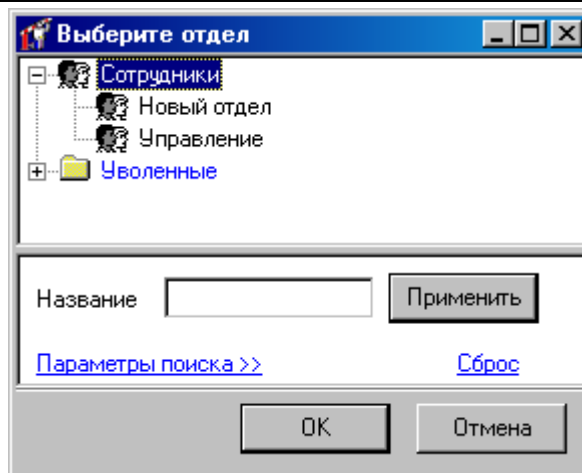 Выберите отдел
Сотрудники
Новый отдел
Управление
Уволенные
Название Применить
Параметры поиска >> Сброс
OK Отмена